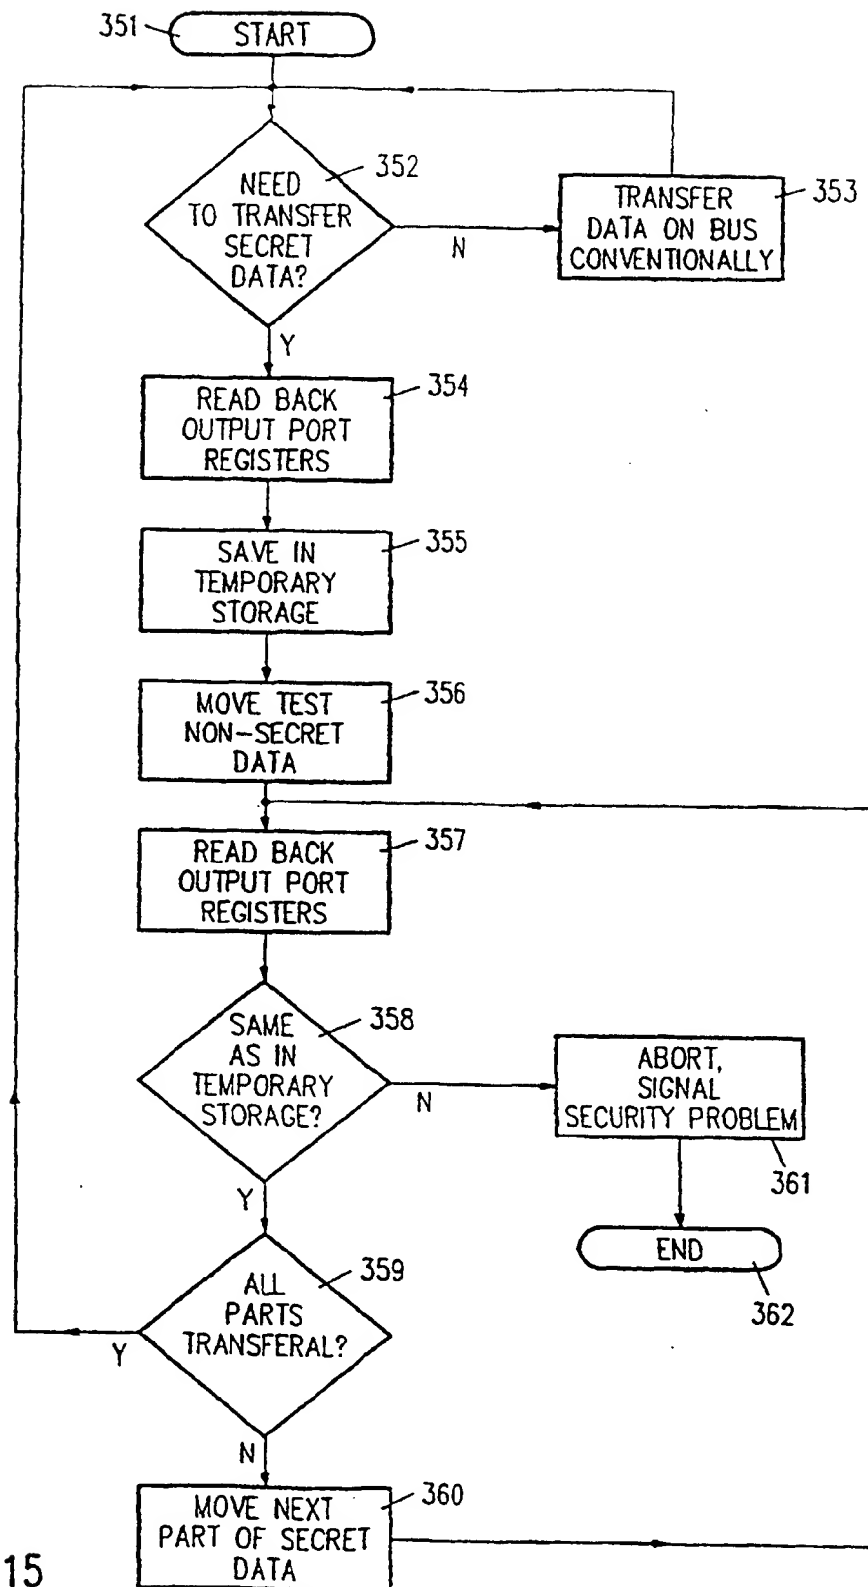 351
START
352
NEED
TO TRANSFER
SECRET
DATA?
N
353
TRANSFER
DATA ON BUS
CONVENTIONALLY
Y
354
READ BACK
OUTPUT PORT
REGISTERS
355
SAVE IN
TEMPORARY
STORAGE
356
MOVE TEST
NON-SECRET
DATA
357
READ BACK
OUTPUT PORT
REGISTERS
358
SAME
AS IN
TEMPORARY
STORAGE?
N
ABORT,
SIGNAL
SECURITY PROBLEM
361
Y
END
362
359
ALL
PARTS
TRANSFERAL?
Y
N
360
MOVE NEXT
PART OF SECRET
DATA
15